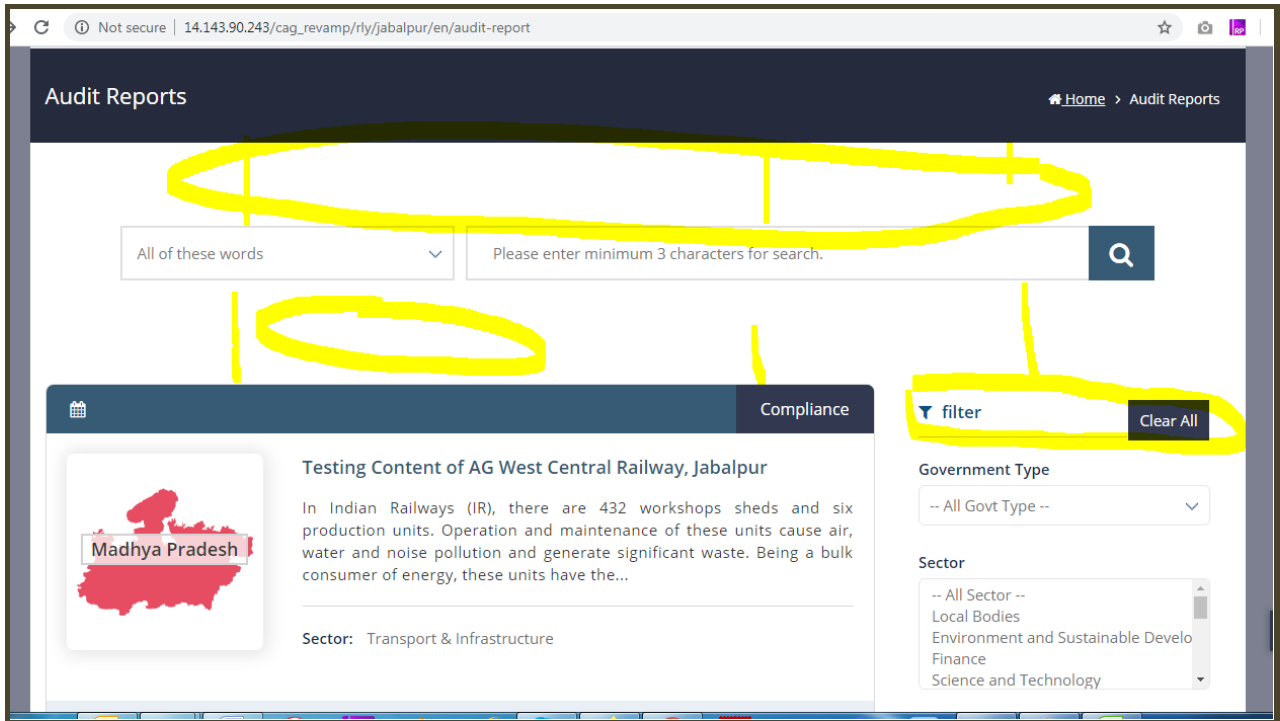 Not secure | 14.143.90.243/cag_revamp/rly/jabalpur/en/audit-report
RP
Audit Reports
Home > Audit Reports
All of these words
Please enter minimum 3 characters for search.
Compliance
Testing Content of AG West Central Railway, Jabalpur
In Indian Railways (IR), there are 432 workshops sheds and six
production units. Operation and maintenance of these units cause air,
water and noise pollution and generate significant waste. Being a bulk
consumer of energy, these units have the...
Madhya Pradesh
Sector: Transport & Infrastructure
filter
Clear All
Government Type
-- All Govt Type --
Sector
-- All Sector --
Local Bodies
Environment and Sustainable Develo
Finance
Science and Technology